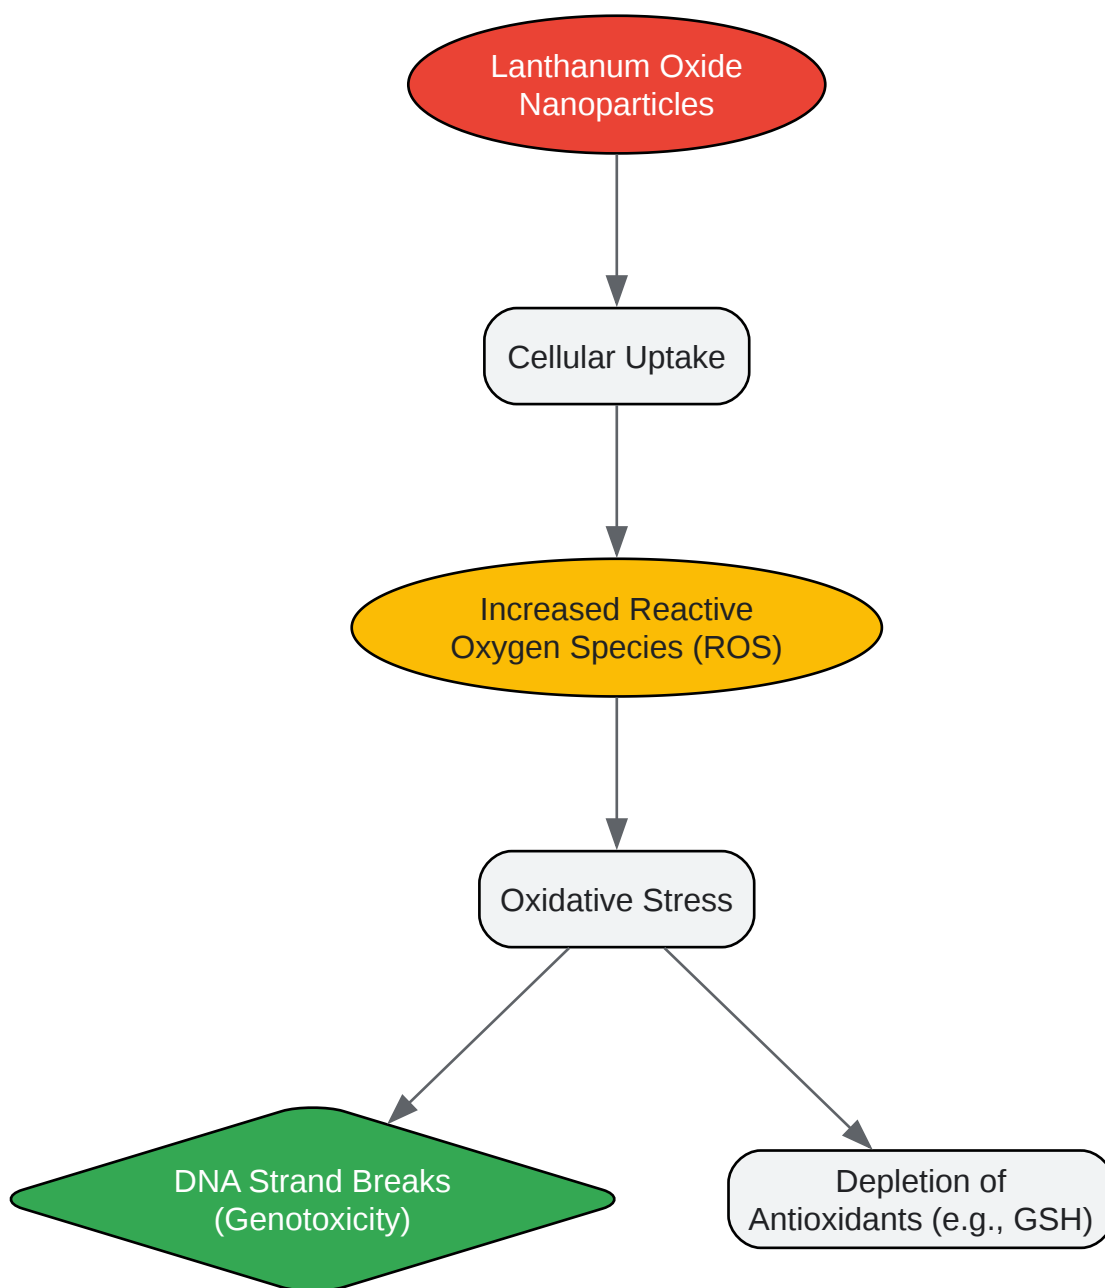 Lanthanum Oxide
Nanoparticles
Cellular Uptake
Increased Reactive
Oxygen Species (ROS)
Oxidative Stress
DNA Strand Breaks
(Genotoxicity)
Depletion of
Antioxidants (e.g., GSH)